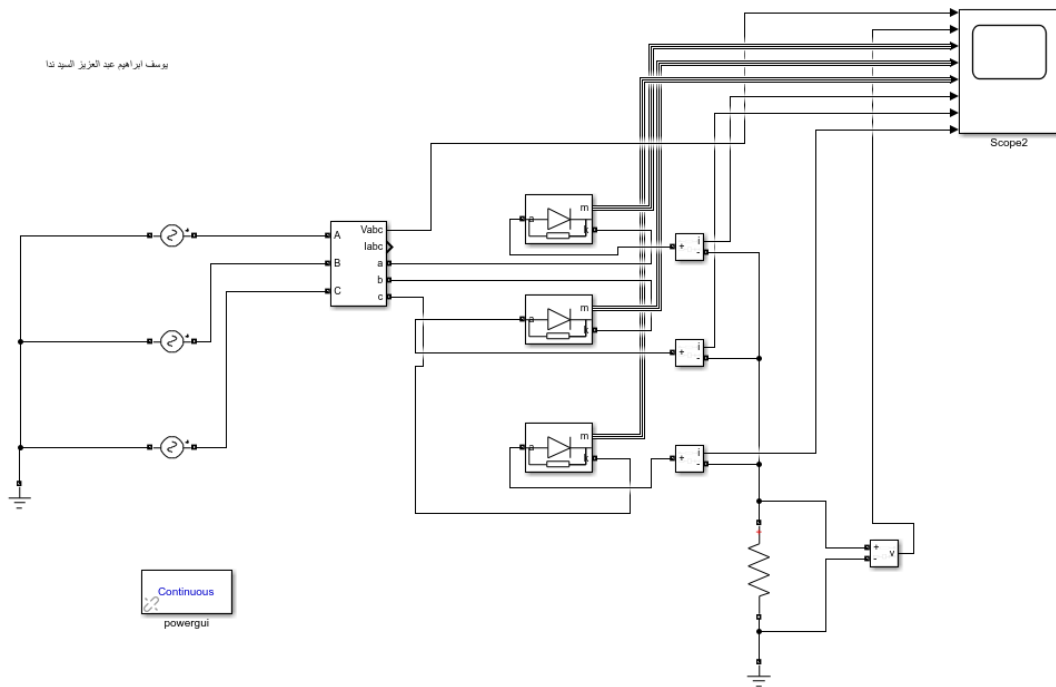 يوسف ابراهيم عبد العزيز السيد ندا
Scope2
m
a
k
Vabc
A
Iabc
i
+
-
B
a
b
C
c
m
a
k
i
+
-
m
a
k
i
+
-
+
v
-
Continuous
powergui